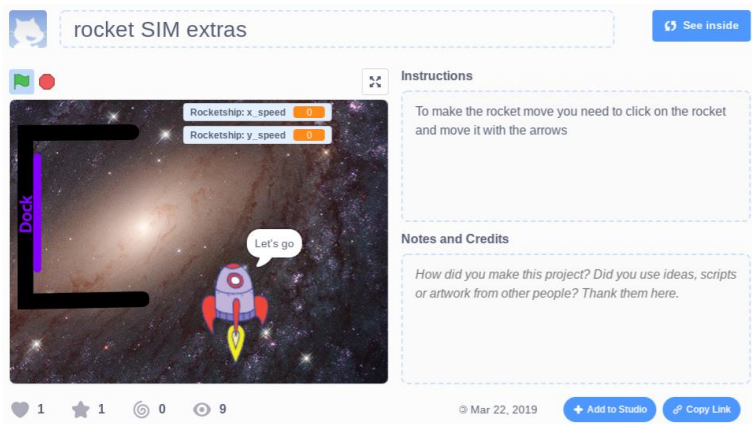 rocket SIM extras
See inside
Instructions
Rocketship: x_speed 0
To make the rocket move you need to click on the rocket
and move it with the arrows
Rocketship: y_speed 0
Dock
Let's go
Notes and Credits
How did you make this project? Did you use ideas, scripts
or artwork from other people? Thank them here.
1 1 0 9
© Mar 22, 2019
Add to Studio
Copy Link